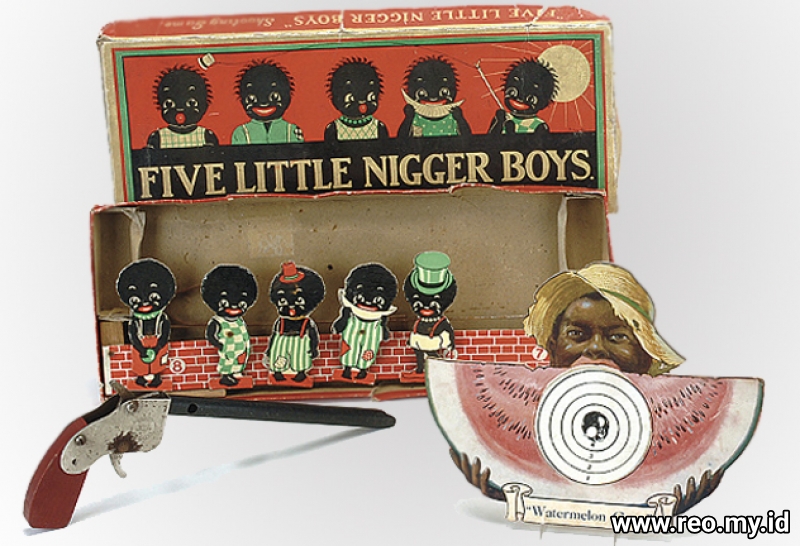 "FIVE LITTLE NIGGER BOYS" Shooting Game.
FIVE LITTLE NIGGER BOYS.
8
7
"Watermelon
www.reo.my.id